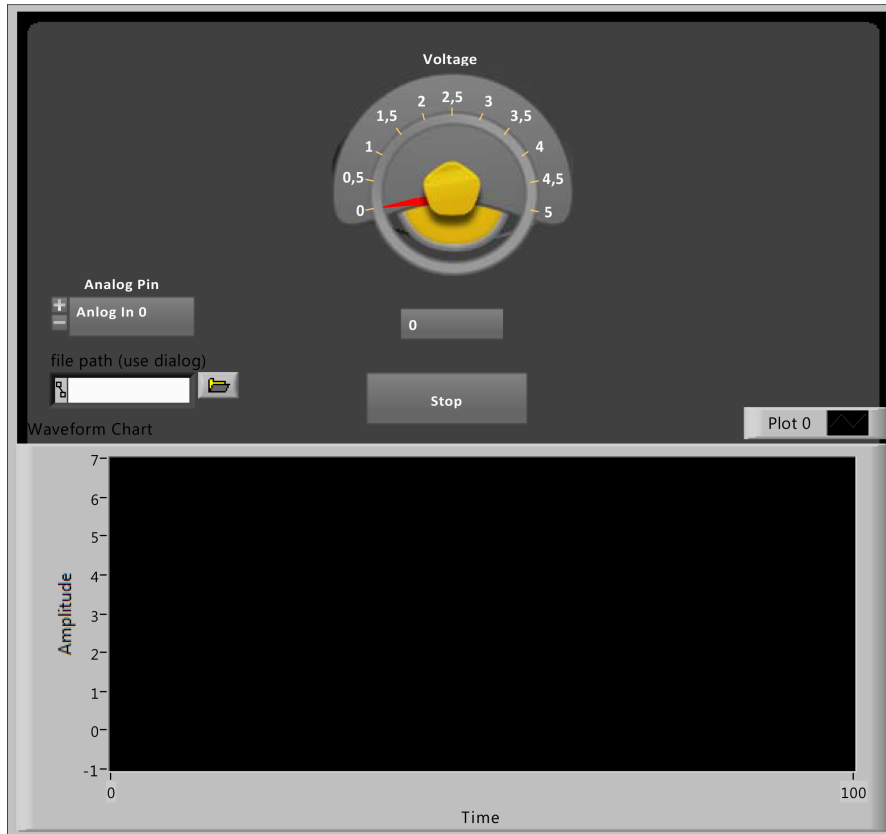 Voltage
0
0,5
1
1,5
2
2,5
3
3,5
4
4,5
5
Analog Pin
Anlog In 0
0
file path (use dialog)
Stop
Waveform Chart
Plot 0
7
6
5
4
3
2
1
0
-1
Amplitude
0
100
Time